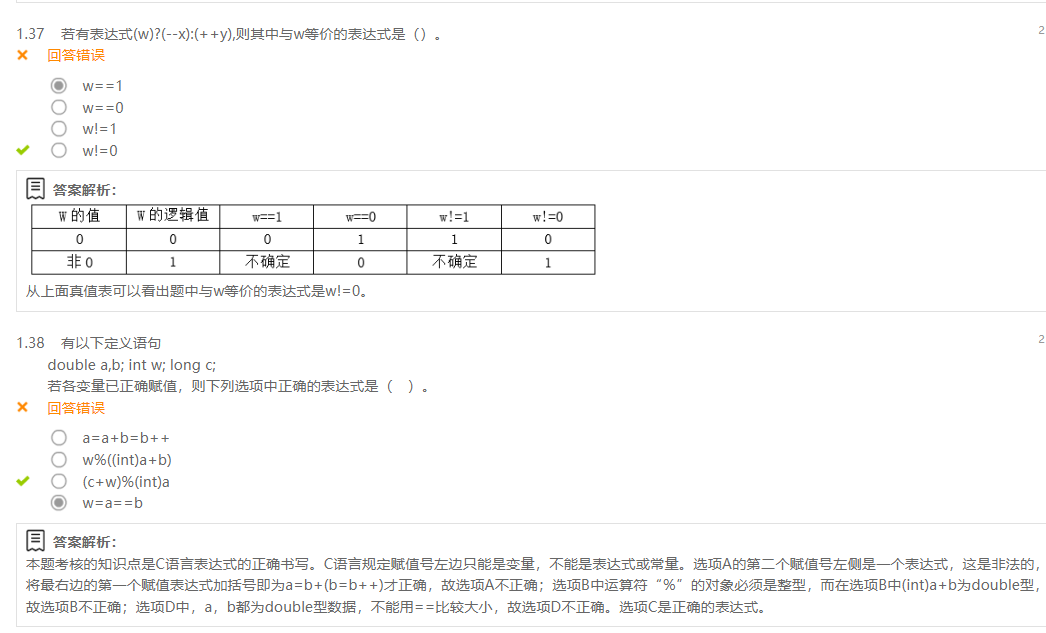 1.37 若有表达式(w)?(--x):(++y),则其中与w等价的表达式是（）。
2
回答错误
w==1
w==0
w!=1
w!=0
答案解析：
W 的值 W 的逻辑值 w==1 w==0 w!=1 w!=0
0 0 0 1 1 0
非 0 1 不确定 0 不确定 1
从上面真值表可以看出题中与w等价的表达式是w!=0。
1.38 有以下定义语句
2
double a,b; int w; long c;
若各变量已正确赋值，则下列选项中正确的表达式是（ ）。
回答错误
a=a+b=b++
w%((int)a+b)
(c+w)%(int)a
w=a==b
答案解析：
本题考核的知识点是C语言表达式的正确书写。C语言规定赋值号左边只能是变量，不能是表达式或常量。选项A的第二个赋值号左侧是一个表达式，这是非法的，
将最右边的第一个赋值表达式加括号即为a=b+(b=b++)才正确，故选项A不正确；选项B中运算符“%”的对象必须是整型，而在选项B中(int)a+b为double型，
故选项B不正确；选项D中，a，b都为double型数据，不能用==比较大小，故选项D不正确。选项C是正确的表达式。